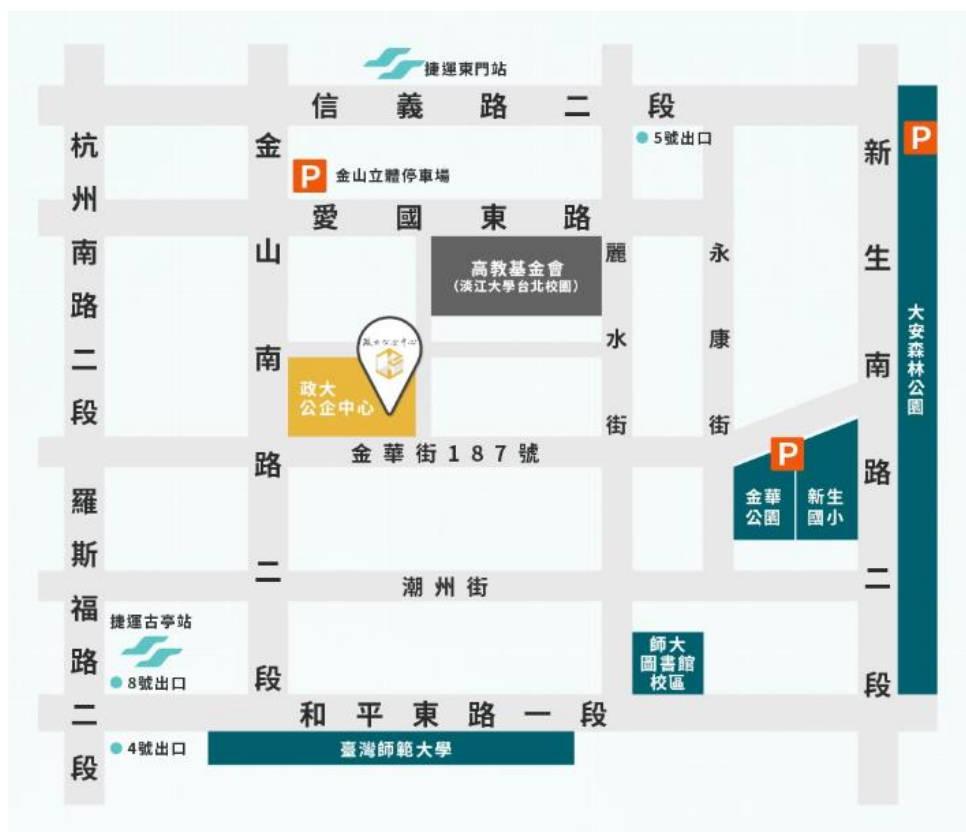 捷運東門站
信義路二段
5號出口
P
金山立體停車場
P
愛國東路
杭州南路二段
羅斯福路二段
金山南路二段
高教基金會
(淡江大學台北校園)
麗水街
永康街
新生南路二段
大安森林公園
政大公企中心
政大
公企中心
金華街187號
P
金華
公園
新生
國小
潮州街
捷運古亭站
8號出口
師大
圖書館
校區
和平東路一段
4號出口
臺灣師範大學